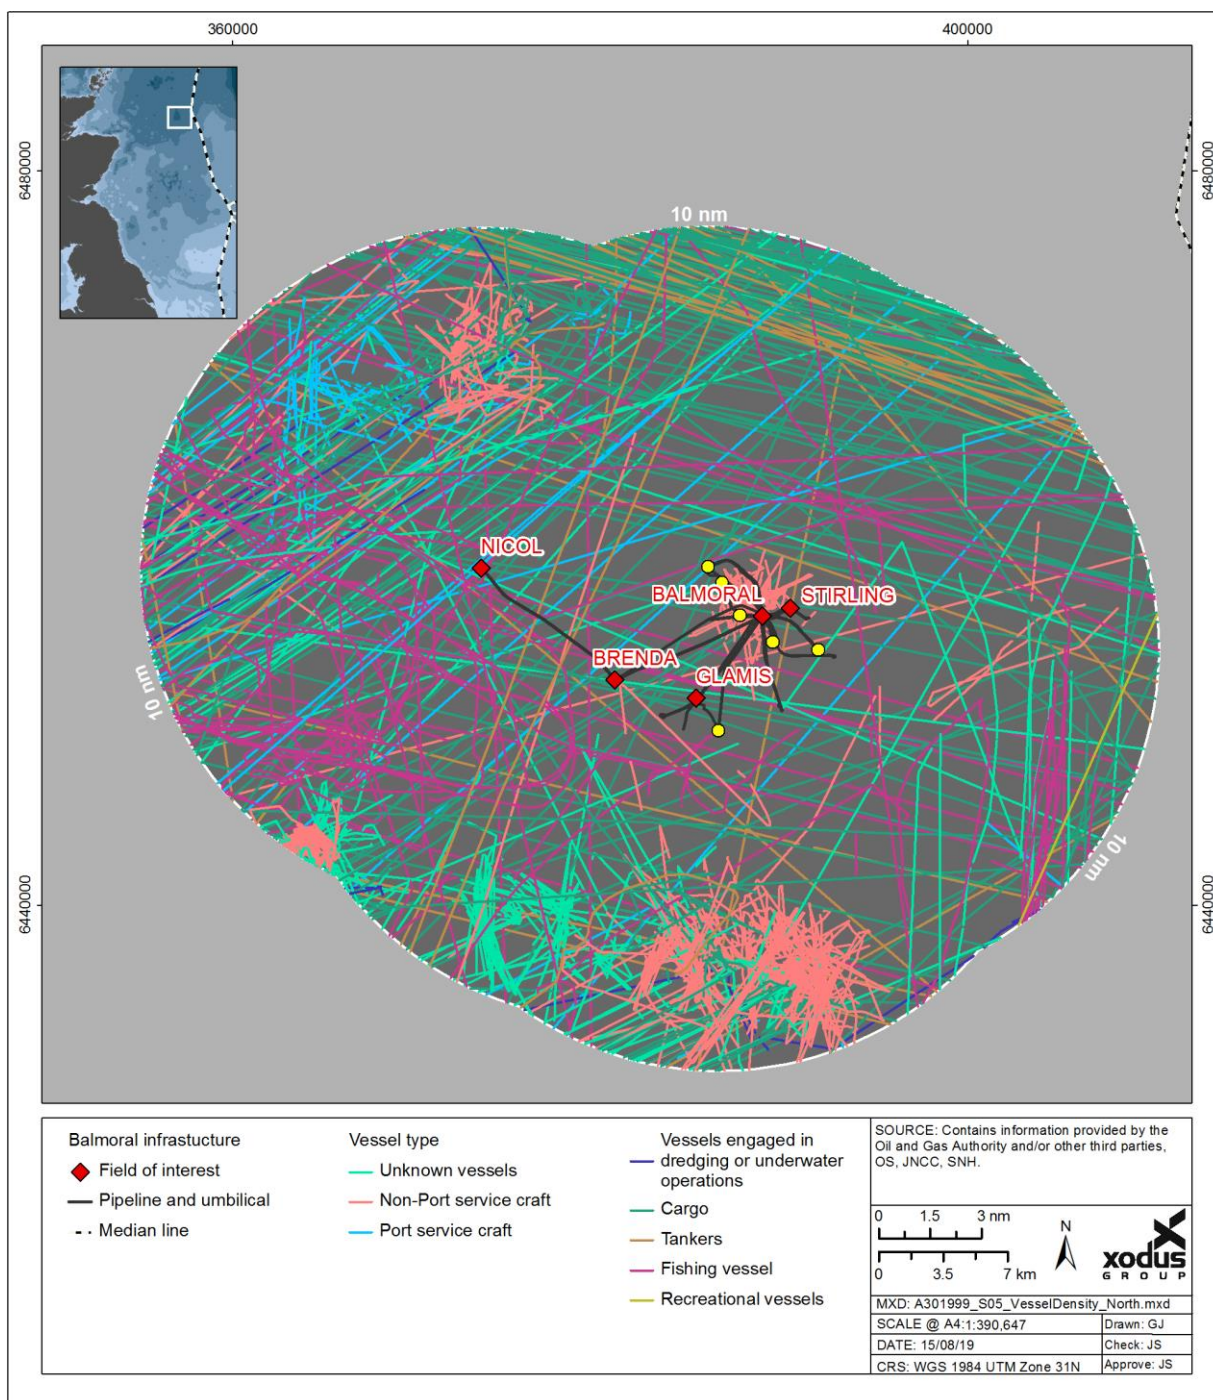 360000
400000
6480000
6480000
10 nm
NICOL
BALMORAL
STIRLING
BRENDA
GLAMIS
10 nm
10 nm
6440000
6440000
Balmoral infrastucture
Field of interest
Pipeline and umbilical
Median line
Vessel type
Unknown vessels
Non-Port service craft
Port service craft
Vessels engaged in
dredging or underwater
operations
Cargo
Tankers
Fishing vessel
Recreational vessels
SOURCE: Contains information provided by the
Oil and Gas Authority and/or other third parties,
OS, JNCC, SNH.
0 1.5 3 nm
0 3.5 7 km
N
xodus
GROUP
MXD: A301999_S05_VesselDensity_North.mxd
SCALE @ A4:1:390,647
Drawn: GJ
DATE: 15/08/19
Check: JS
CRS: WGS 1984 UTM Zone 31N
Approve: JS